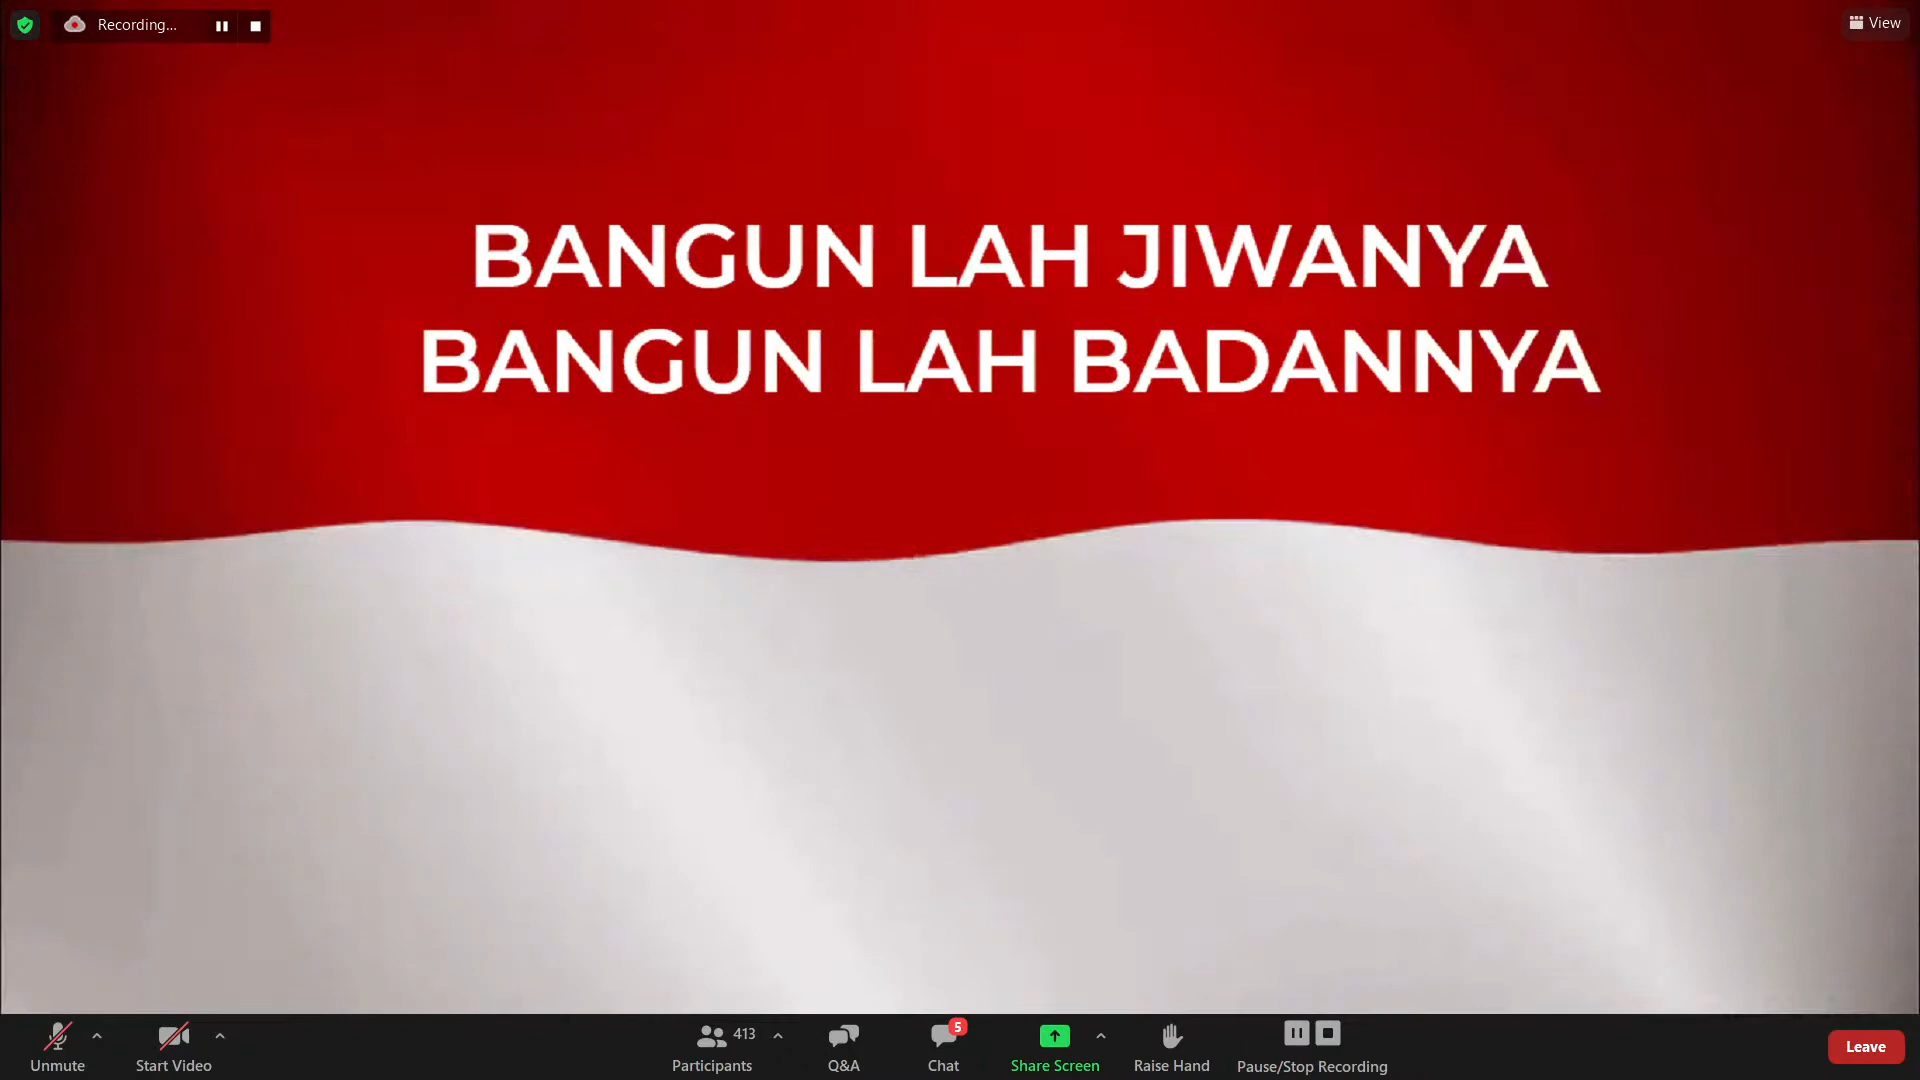 Recording...
View
BANGUN LAH JIWANYA
BANGUN LAH BADANNYA
Unmute
Start Video
413
Participants
Q&A
5
Chat
Share Screen
Raise Hand
Pause/Stop Recording
Leave